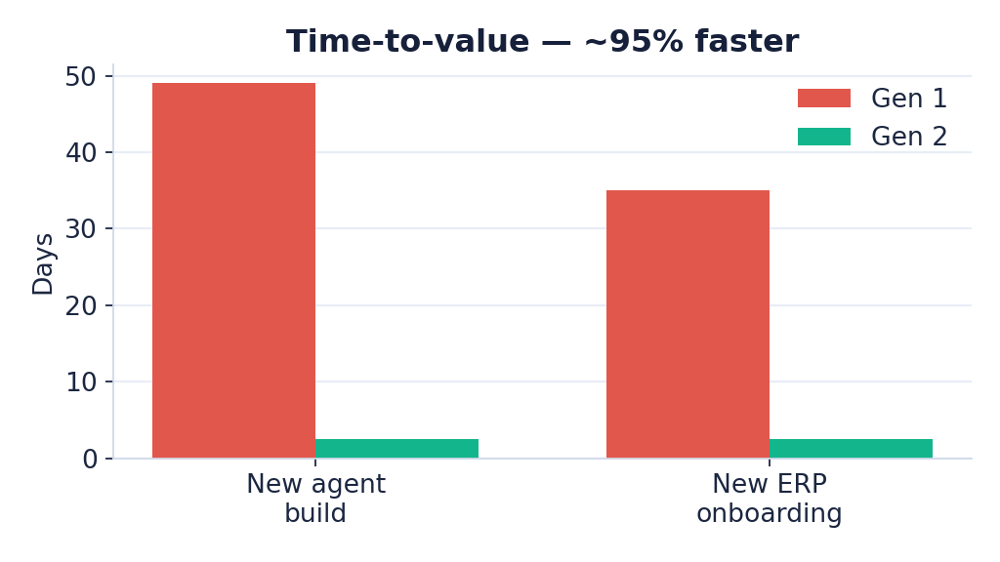 Time-to-value — ~95% faster
Gen 1
Gen 2
Days
50
40
30
20
10
0
New agent
build
New ERP
onboarding